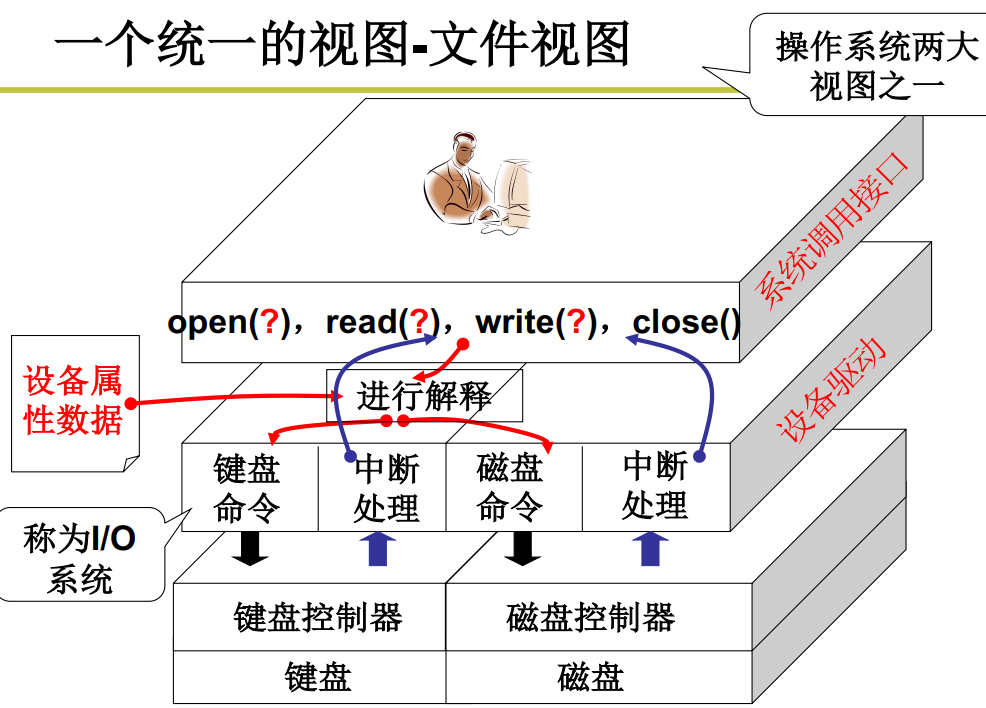 一个统一的视图-文件视图
操作系统两大
视图之一
系统调用接口
open(?)，read(?)，write(?)，close()
设备属
性数据
进行解释
设备驱动
键盘
命令
中断
处理
磁盘
命令
中断
处理
称为I/O
系统
键盘控制器
磁盘控制器
键盘
磁盘